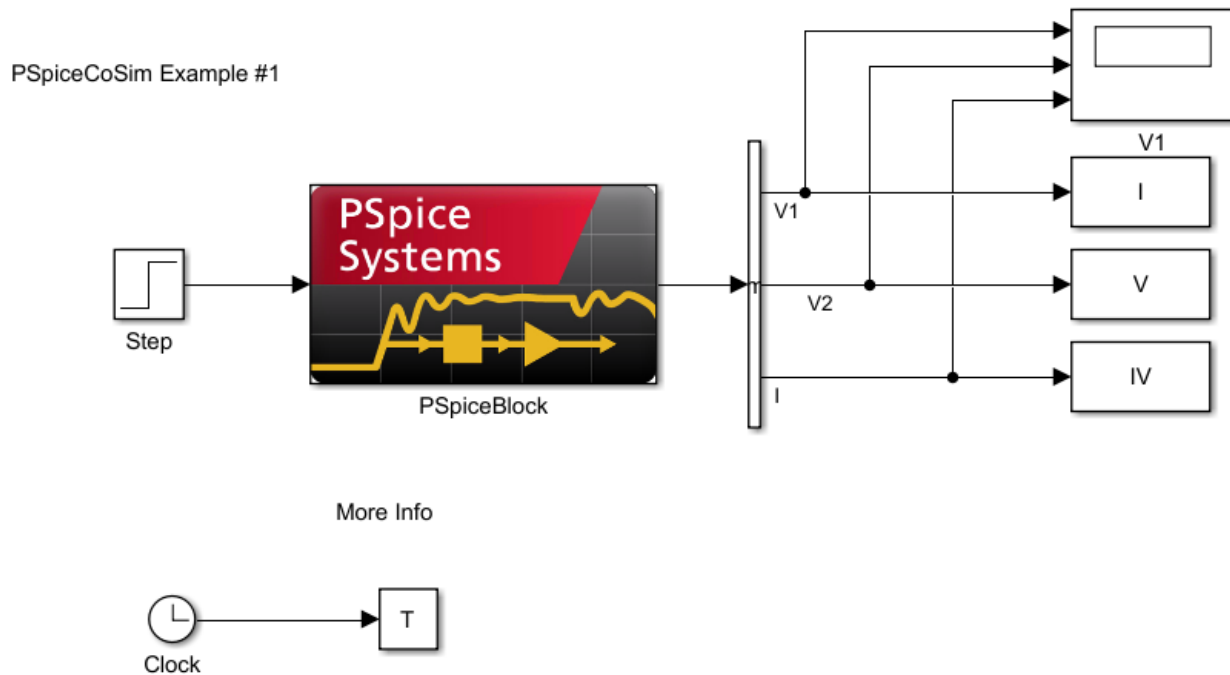 PSpiceCoSim Example #1
V1
PSpice
Systems
I
V1
V
V2
Step
IV
I
PSpiceBlock
More Info
T
Clock